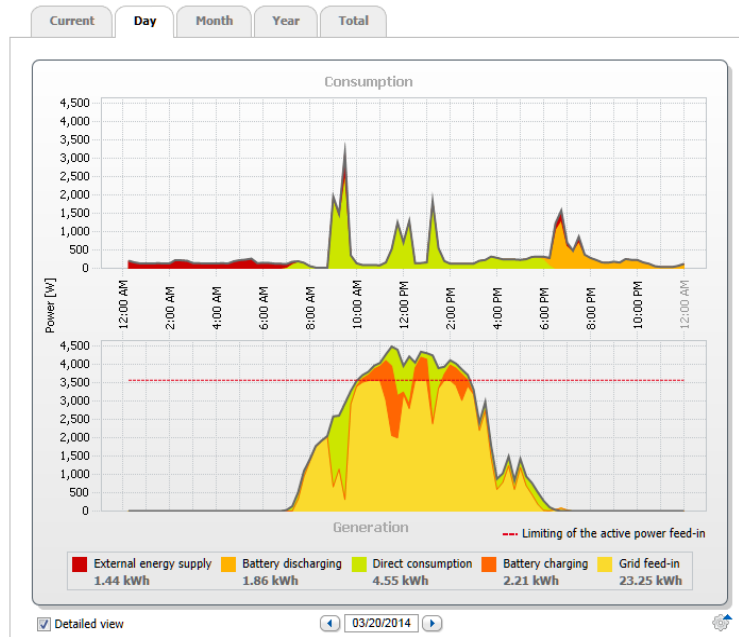 Current Day Month Year Total
Consumption
4,500
4,000
3,500
3,000
2,500
2,000
1,500
1,000
500
0
Power [W]
12:00 AM 2:00 AM 4:00 AM 6:00 AM 8:00 AM 10:00 AM 12:00 PM 2:00 PM 4:00 PM 6:00 PM 8:00 PM 10:00 PM 12:00 AM
4,500
4,000
3,500
3,000
2,500
2,000
1,500
1,000
500
0
Generation
Limiting of the active power feed-in
External energy supply Battery discharging Direct consumption Battery charging Grid feed-in
1.44 kWh 1.86 kWh 4.55 kWh 2.21 kWh 23.25 kWh
Detailed view 03/20/2014